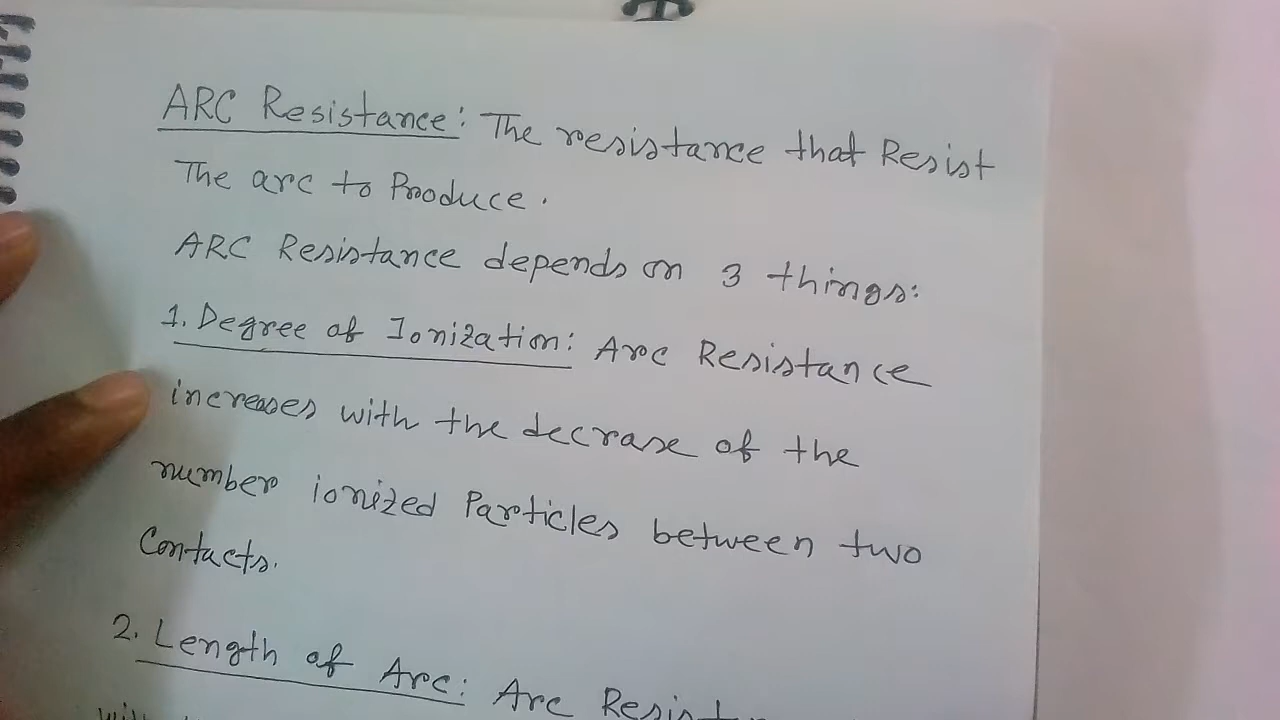 ARC Resistance: The resistance that Resist
The arc to Produce.
ARC Resistance depends on 3 things:
1. Degree of Ionization: Arc Resistance
increases with the decrase of the
number ionized Particles between two
Contacts.
2. Length of Arc: Arc